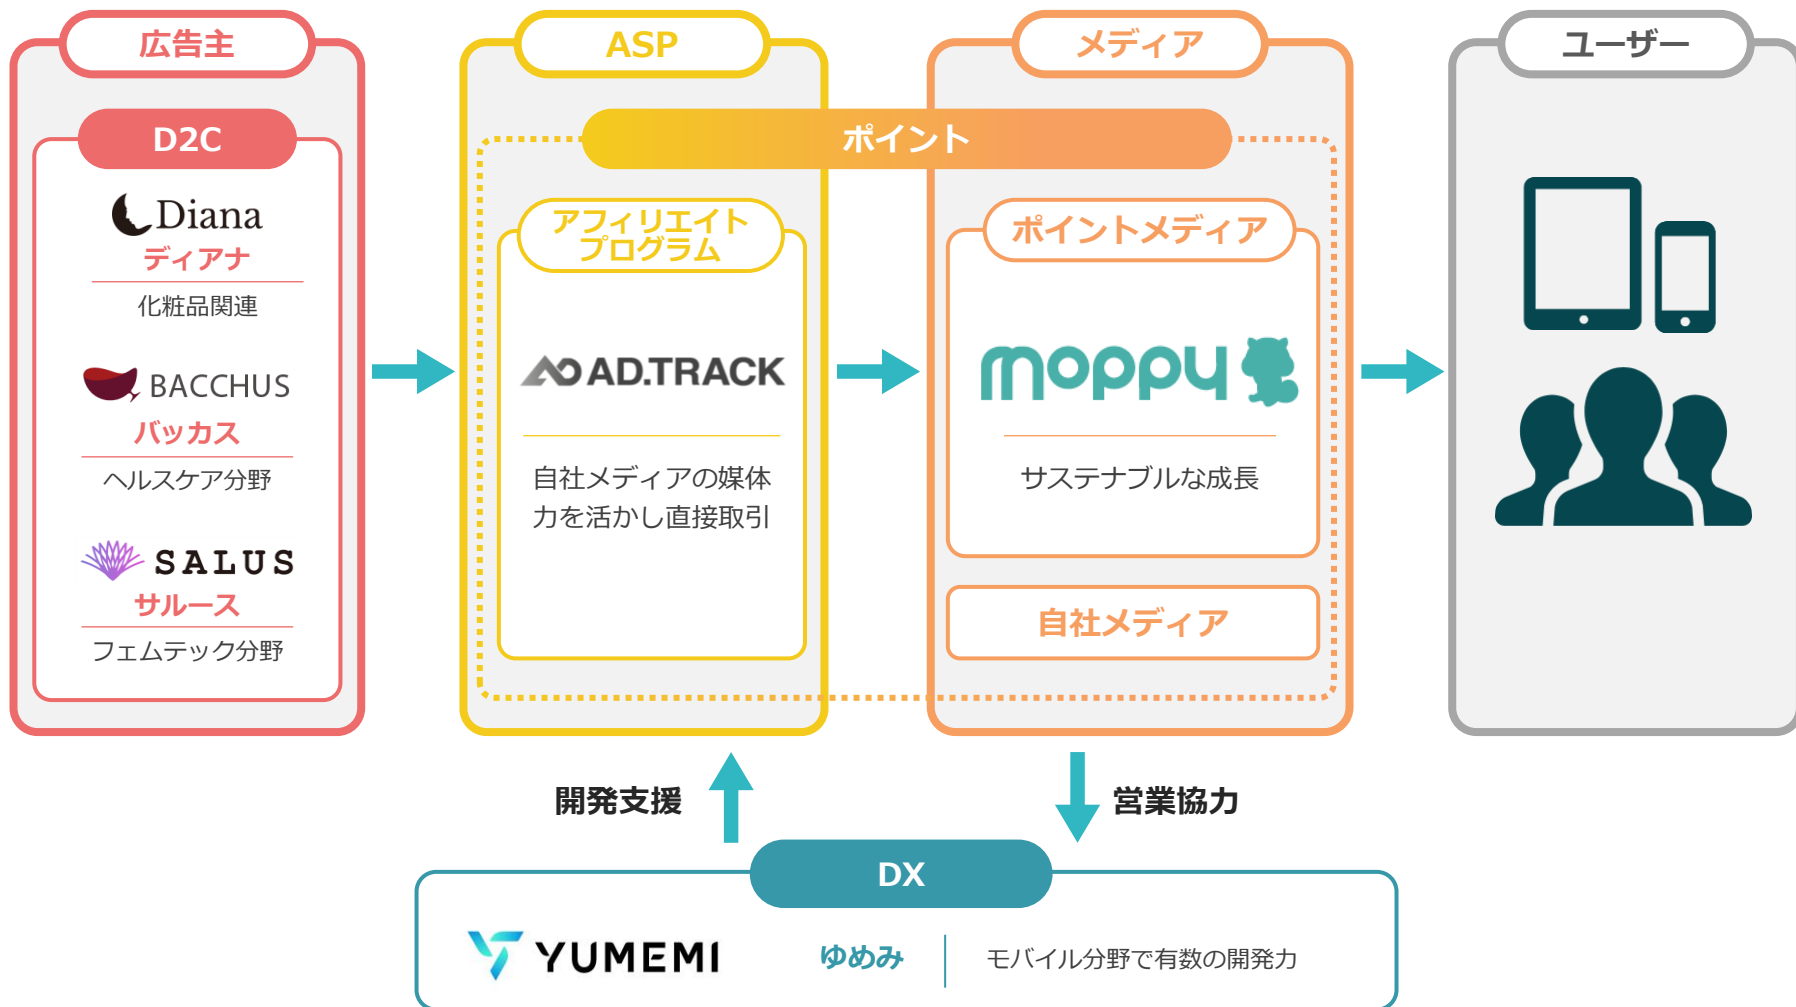 広告主
D2C
Diana
ディアナ
化粧品関連
BACCHUS
バッカス
ヘルスケア分野
SALUS
サルース
フェムテック分野
ASP
メディア
ポイント
アフィリエイト
プログラム
AD.TRACK
自社メディアの媒体
力を活かし直接取引
ポイントメディア
moppy
サステナブルな成長
自社メディア
ユーザー
開発支援
営業協力
DX
YUMEMI
ゆめみ
モバイル分野で有数の開発力